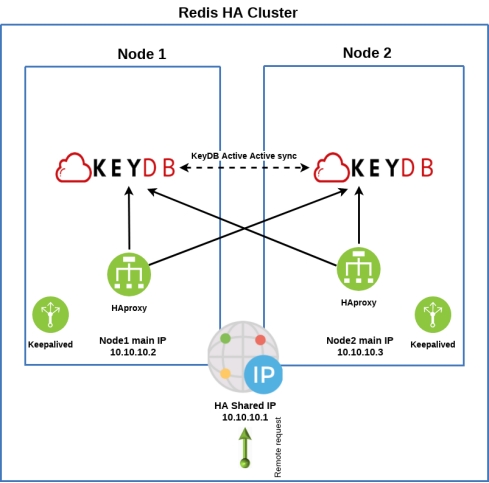 Redis HA Cluster
Node 1
Node 2
KEYDB
KeyDB Active Active sync
KEYDB
HAproxy
HAproxy
Keepalived
Node1 main IP
10.10.10.2
Node2 main IP
10.10.10.3
Keepalived
IP
HA Shared IP
10.10.10.1
Remote request